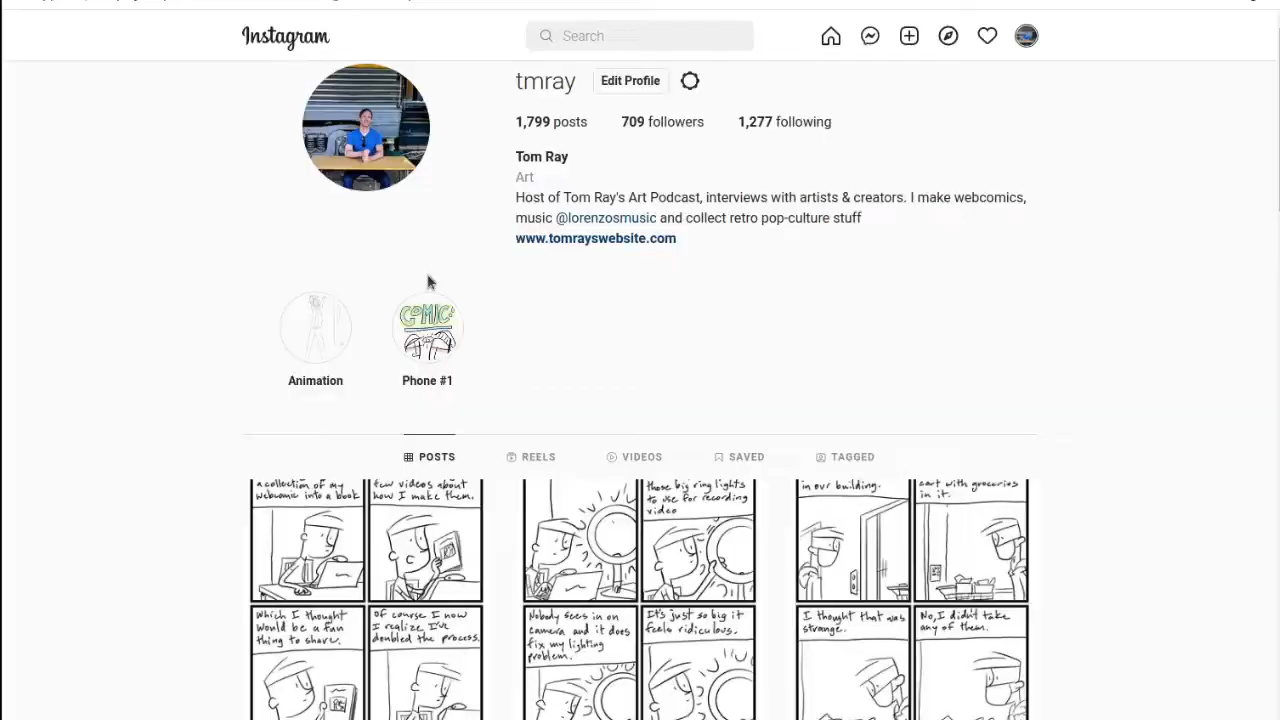 Instagram
Search
tmray
Edit Profile
1,799 posts 709 followers 1,277 following
Tom Ray
Art
Host of Tom Ray's Art Podcast, interviews with artists & creators. I make webcomics,
music @lorenzosmusic and collect retro pop-culture stuff
www.tomrayswebsite.com
COMIC
Animation
Phone #1
POSTS
REELS
VIDEOS
SAVED
TAGGED
a collection of my
webcomic into a book
few videos about
how I make them.
those big ring lights
to use for recording
video
in our building.
cart with groceries
in it.
Which I thought
would be a fun
thing to share.
Of course I now
I realize I've
doubled the process.
Nobody sees in on
camera and it does
fix my lighting
problem.
It's just so big it
feels ridiculous.
I thought that was
strange.
No, I didn't take
any of them.